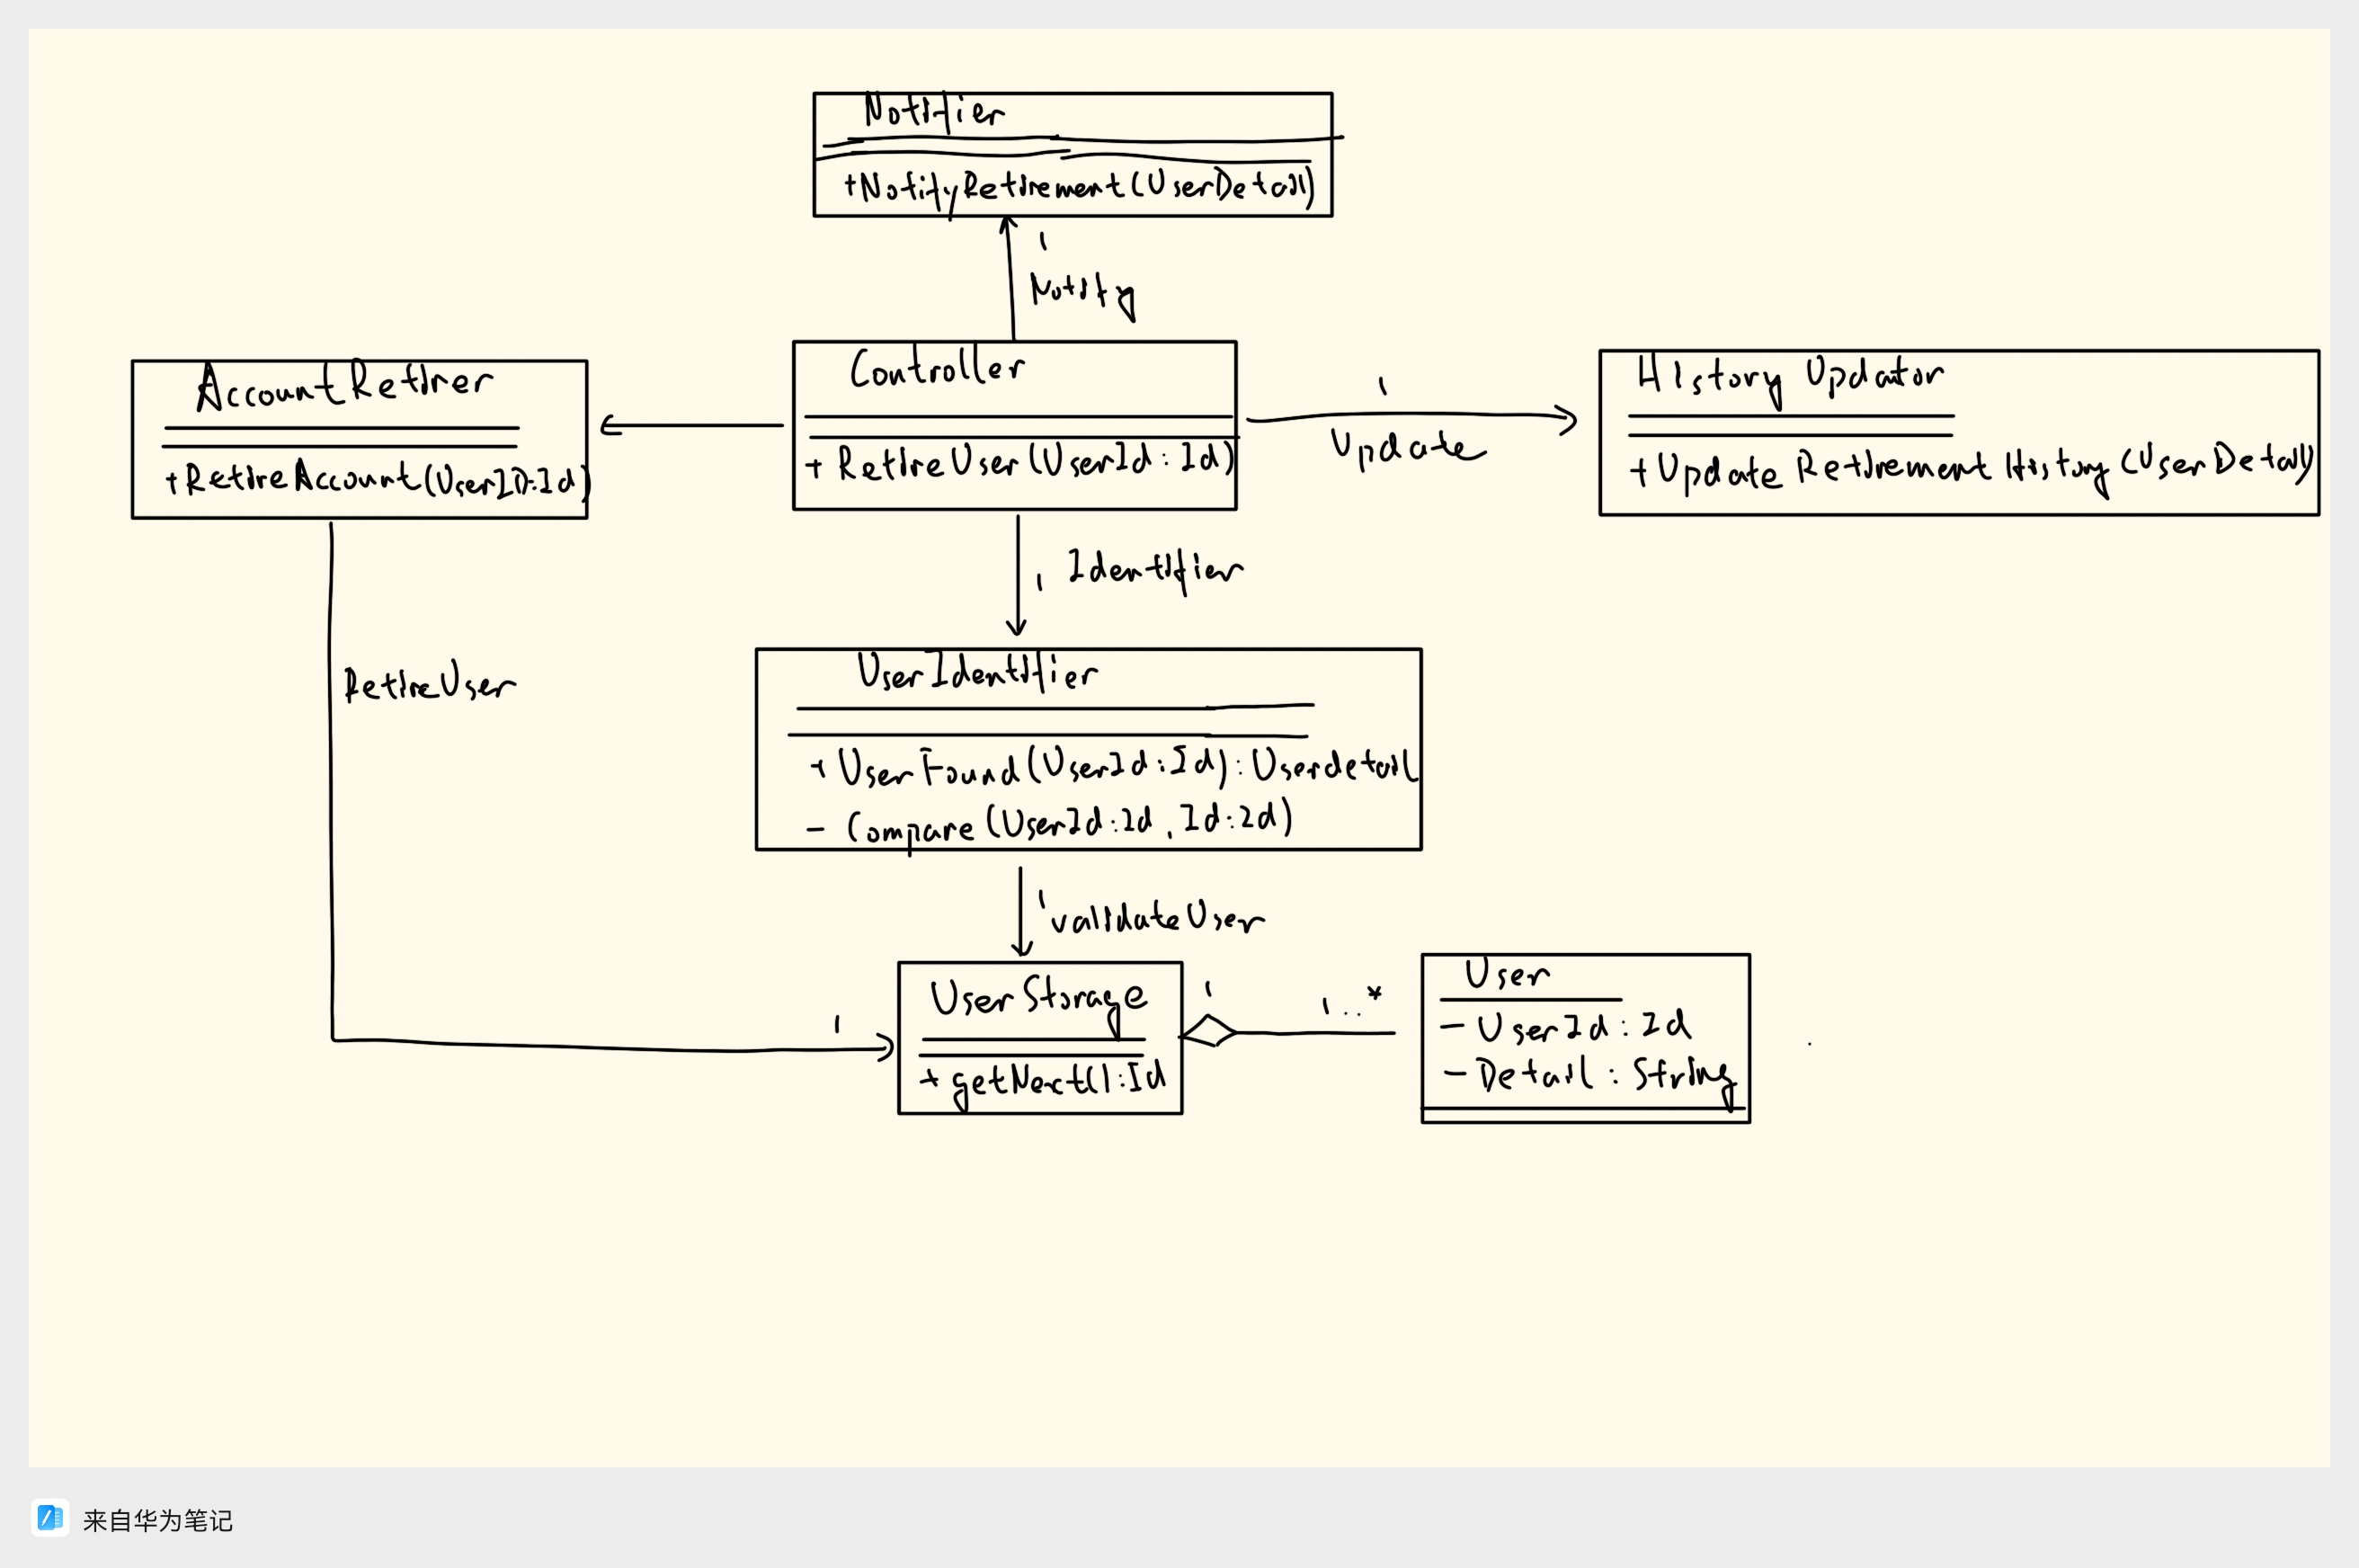 Notifier
+NotifyRetirement(UserDetail)
1
Notify
AccountRetirer
+RetireAccount(UserID:Id)
Controller
+ RetireUser(UserId:Id)
1
Update
History Updator
+Update Retirement History(UserDetail)
1 Identifier
UserIdentifier
+ UserFound(UserId:Id):Userdetail
- Compare(UserId:Id, Id:Id)
RetireUser
1 validateUser
1
UserStorage
+ getNext():Id
1
1..*
User
- UserId:Id
- Detail:String
来自华为笔记